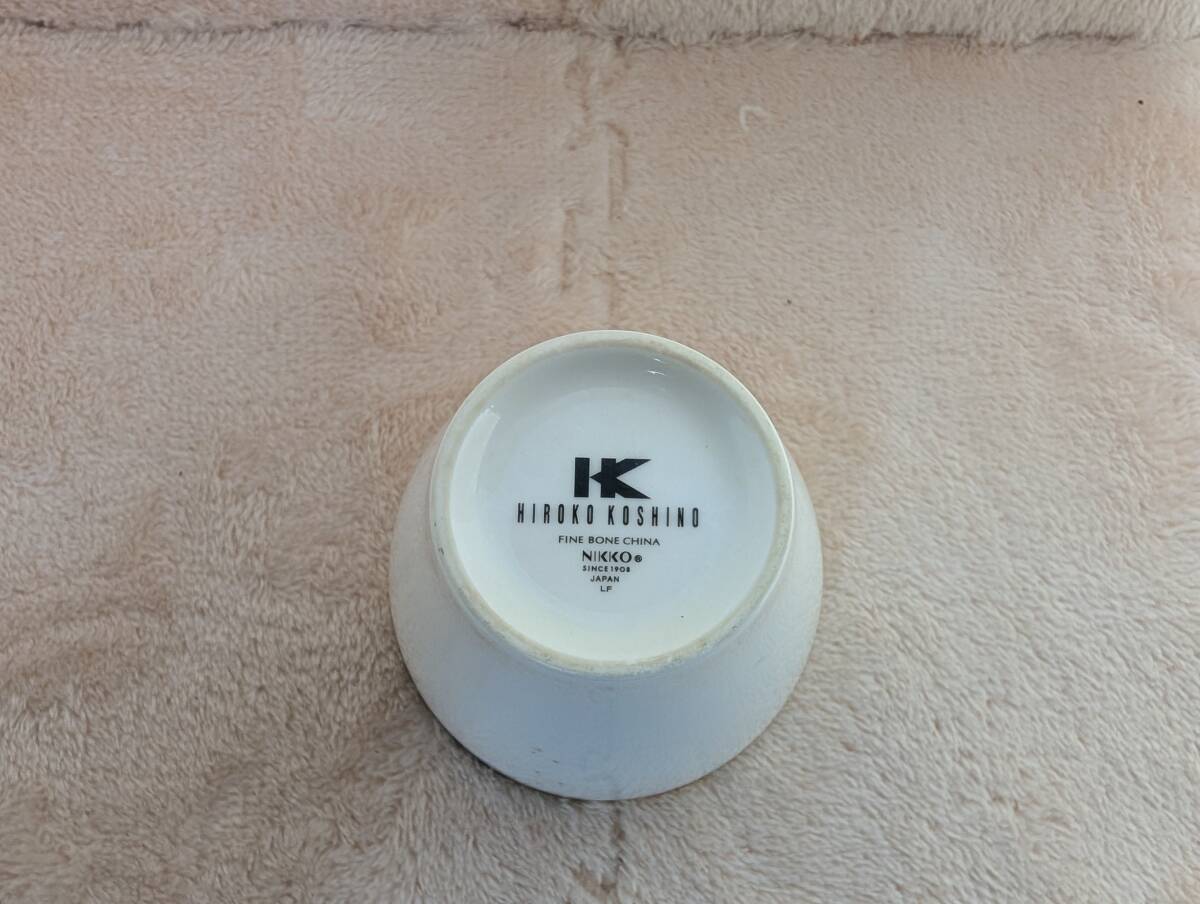 HK
HIROKO KOSHINO
FINE BONE CHINA
NIKKO®
SINCE 1908
JAPAN
LF